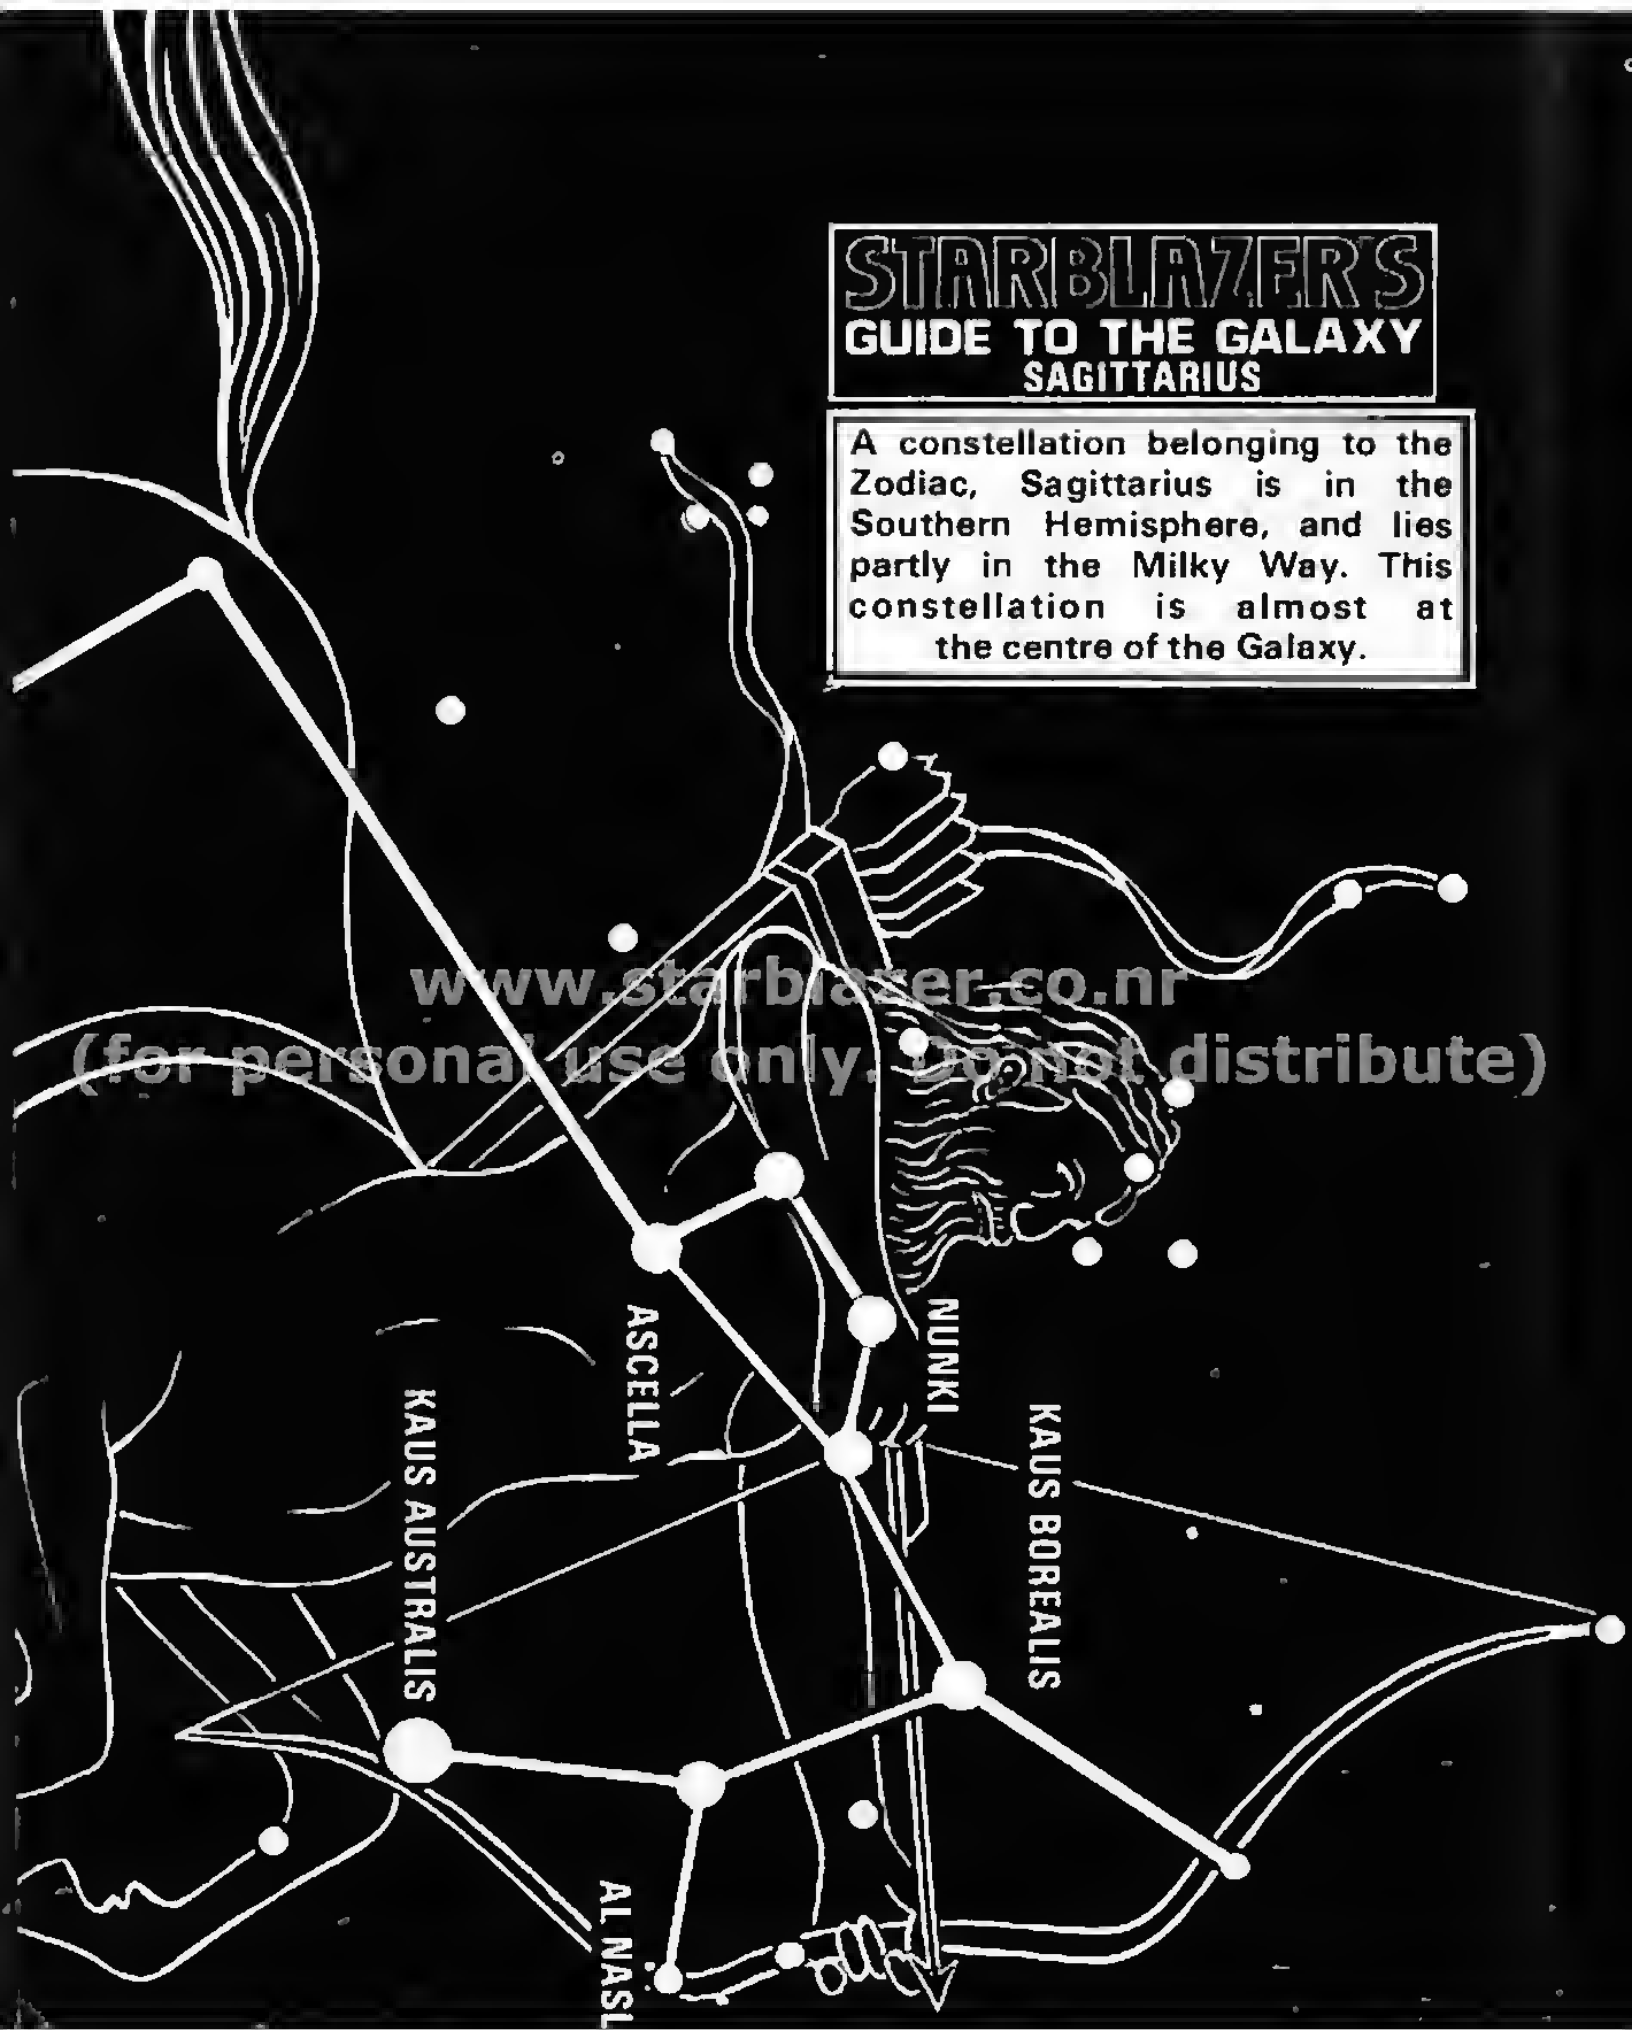 STARBLAZER'S
GUIDE TO THE GALAXY
SAGITTARIUS
A constellation belonging to the
Zodiac, Sagittarius is in the
Southern Hemisphere, and lies
partly in the Milky Way. This
constellation is almost at
the centre of the Galaxy.
www.starblazer.co.nr
(for personal use only. Do not distribute)
NUNKI
ASCELLA
KAUS AUSTRALIS
KAUS BOREALIS
AL NASL